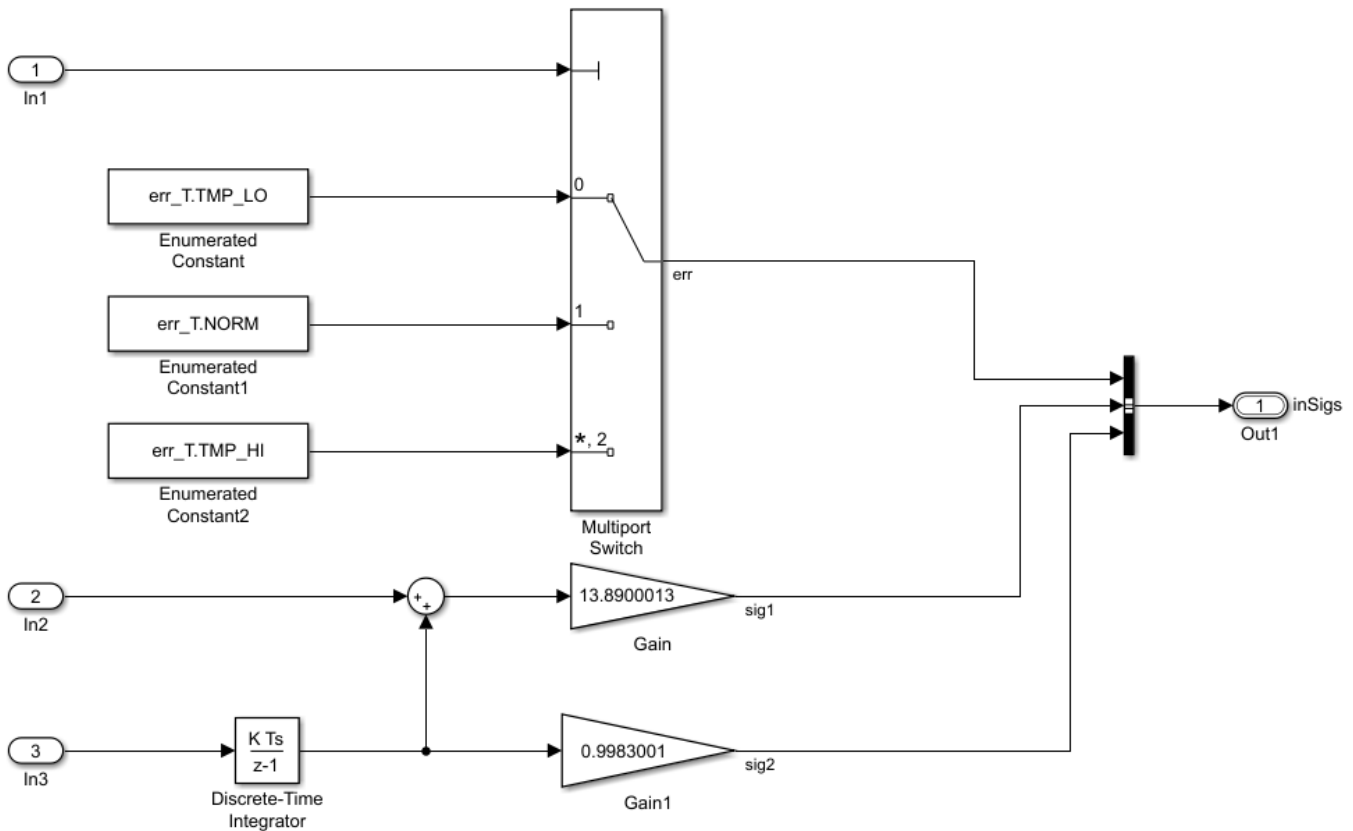 1
In1
0
err_T.TMP_LO
Enumerated
Constant
err
1
err_T.NORM
Enumerated
Constant1
1
inSigs
Out1
*, 2
err_T.TMP_HI
Enumerated
Constant2
Multiport
Switch
2
In2
+
+
13.8900013
sig1
Gain
3
In3
K Ts
z-1
Discrete-Time
Integrator
0.9983001
sig2
Gain1